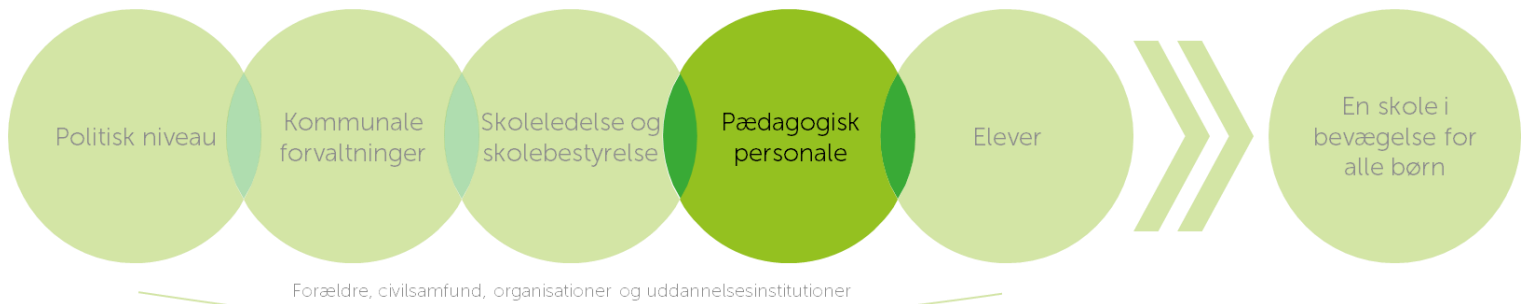 Politisk niveau
Kommunale
forvaltninger
Skoleledelse og
skolebestyrelse
Pædagogisk
personale
Elever
En skole i
bevægelse for
alle børn
Forældre, civilsamfund, organisationer og uddannelsesinstitutioner